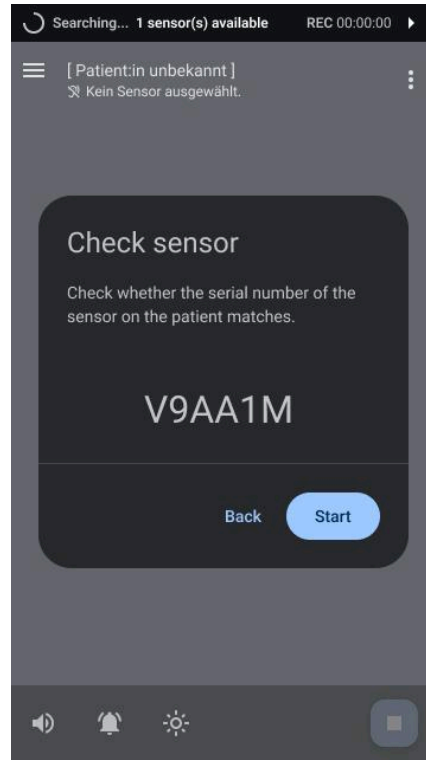 Searching... 1 sensor(s) available REC 00:00:00
[ Patient:in unbekannt ]
Kein Sensor ausgewählt.
Check sensor
Check whether the serial number of the
sensor on the patient matches.
V9AA1M
Back Start